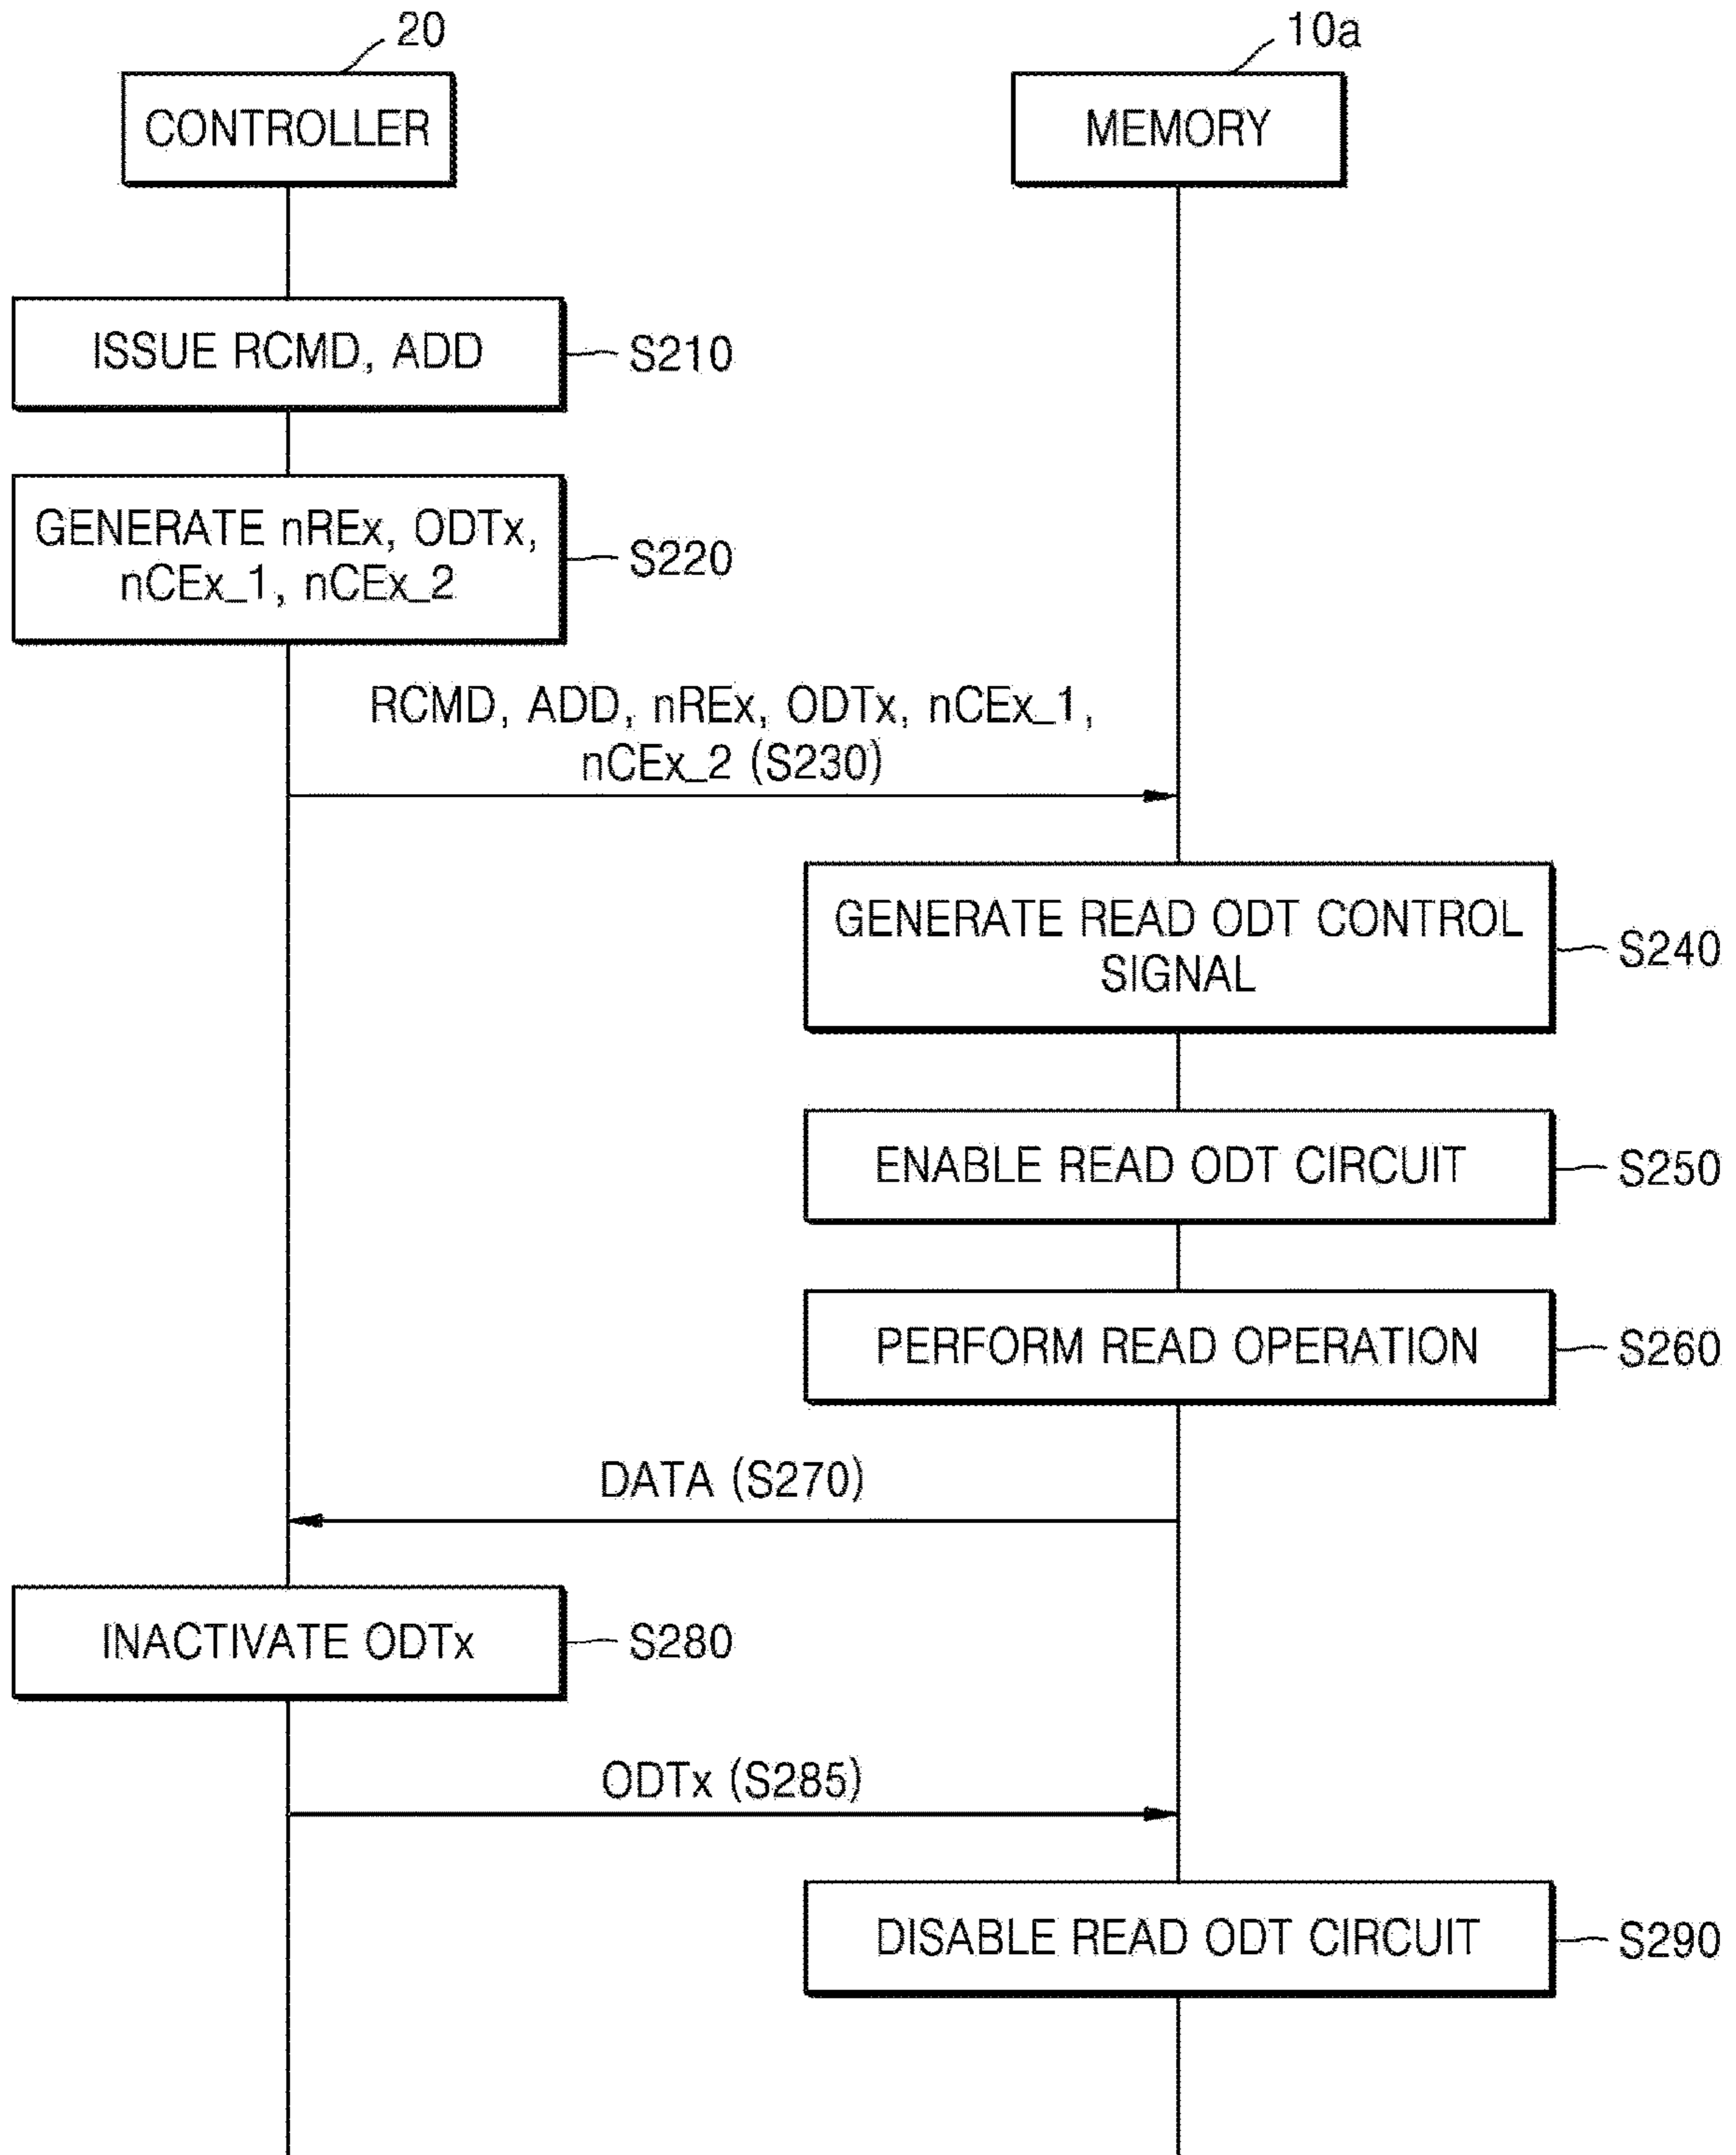 20
10a
CONTROLLER
MEMORY
ISSUE RCMD, ADD
S210
GENERATE nREx, ODTx,
nCEx_1, nCEx_2
S220
RCMD, ADD, nREx, ODTx, nCEx_1,
nCEx_2 (S230)
GENERATE READ ODT CONTROL
SIGNAL
S240
ENABLE READ ODT CIRCUIT
S250
PERFORM READ OPERATION
S260
DATA (S270)
INACTIVATE ODTx
S280
ODTx (S285)
DISABLE READ ODT CIRCUIT
S290